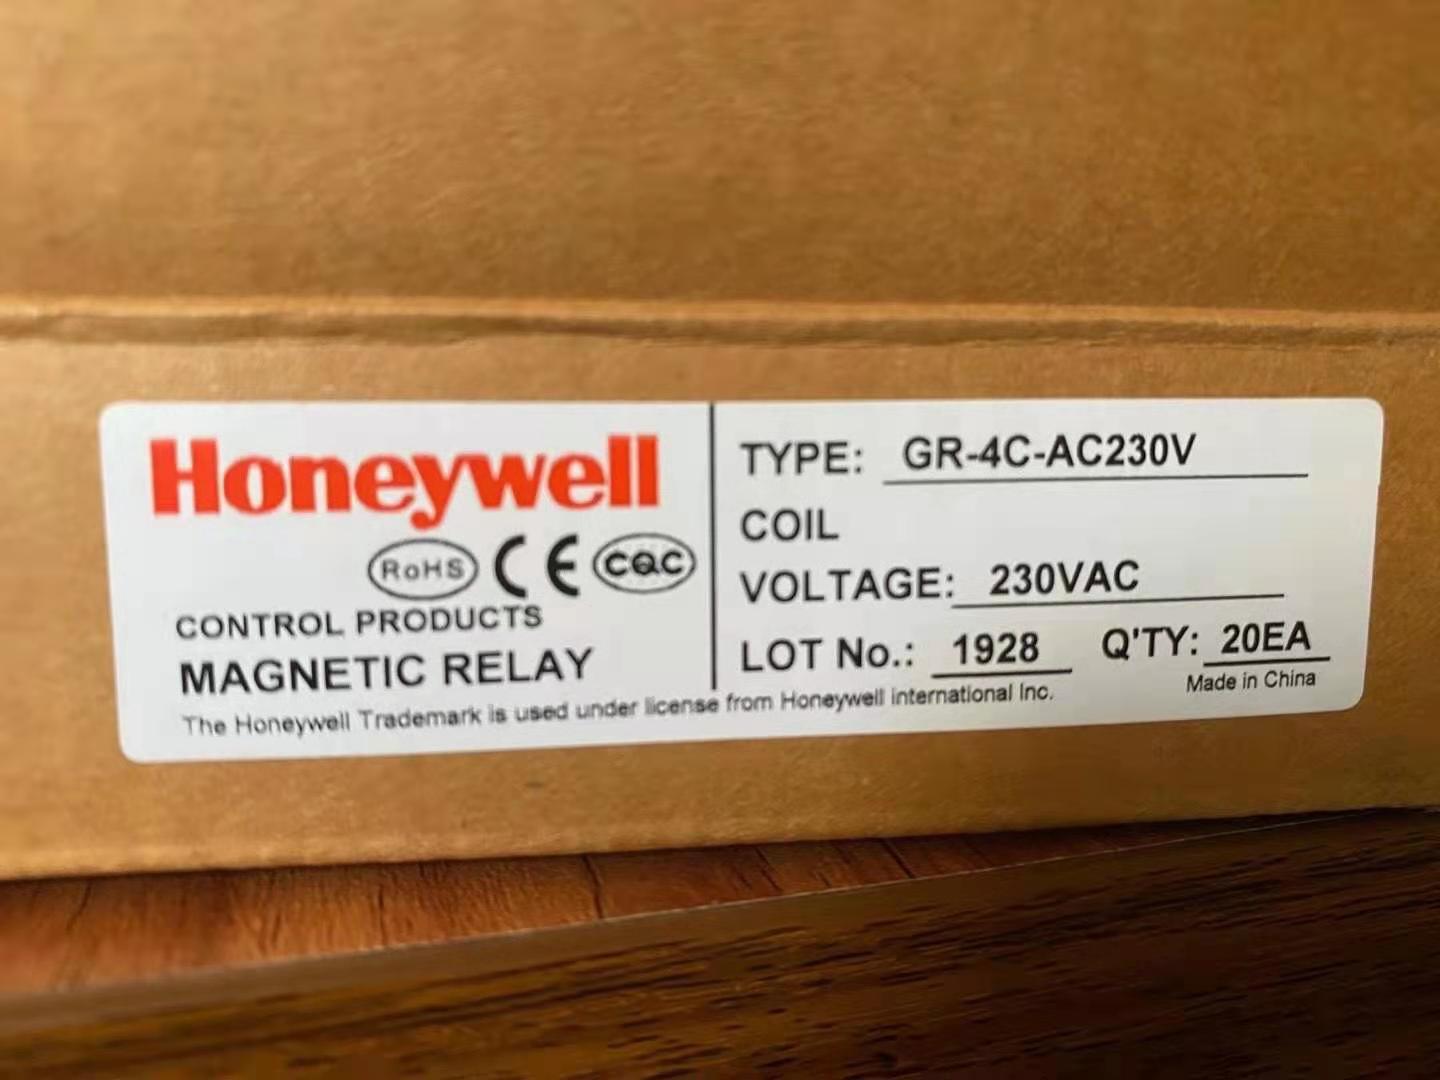 Honeywell
RoHS CE CQC
CONTROL PRODUCTS
MAGNETIC RELAY
TYPE: GR-4C-AC230V
COIL
VOLTAGE: 230VAC
LOT No.: 1928 Q'TY: 20EA
Made in China
The Honeywell Trademark is used under license from Honeywell international Inc.